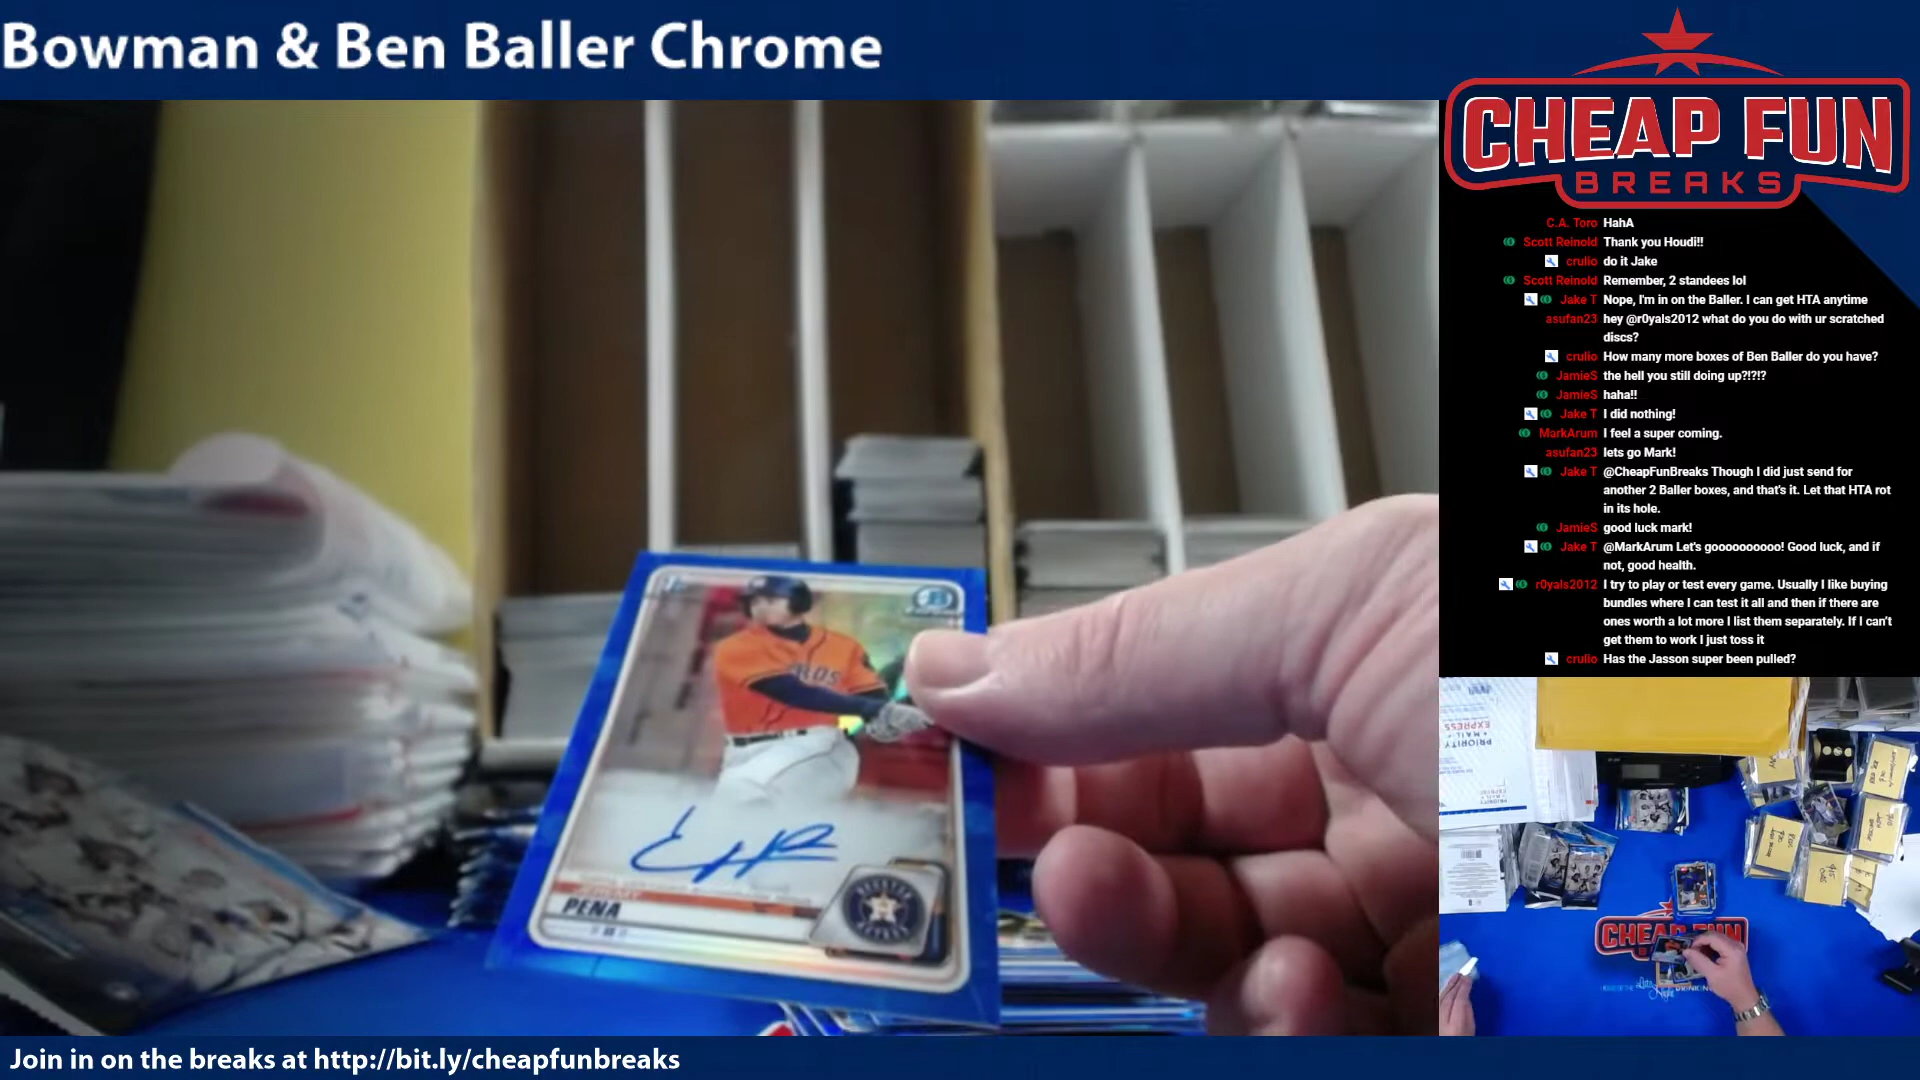 Bowman & Ben Baller Chrome
CHEAP FUN
BREAKS
C.A. Toro HahA
Scott Reinold Thank you Houdi!!
crulio do it Jake
Scott Reinold Remember, 2 standees lol
Jake T Nope, I'm in on the Baller. I can get HTA anytime
asufan23 hey @r0yals2012 what do you do with ur scratched
discs?
crulio How many more boxes of Ben Baller do you have?
JamieS the hell you still doing up?!?!?
JamieS haha!!
Jake T I did nothing!
MarkArum I feel a super coming.
asufan23 lets go Mark!
Jake T @CheapFunBreaks Though I did just send for
another 2 Baller boxes, and that's it. Let that HTA rot
in its hole.
JamieS good luck mark!
Jake T @MarkArum Let's goooooooooo! Good luck, and if
not, good health.
r0yals2012 I try to play or test every game. Usually I like buying
bundles where I can test it all and then if there are
ones worth a lot more I list them separately. If I can't
get them to work I just toss it
crulio Has the Jasson super been pulled?
JEREMY
PEÑA
EXPRESS
MAIL
PRIORITY
CHEAP FUN
Join in on the breaks at http://bit.ly/cheapfunbreaks